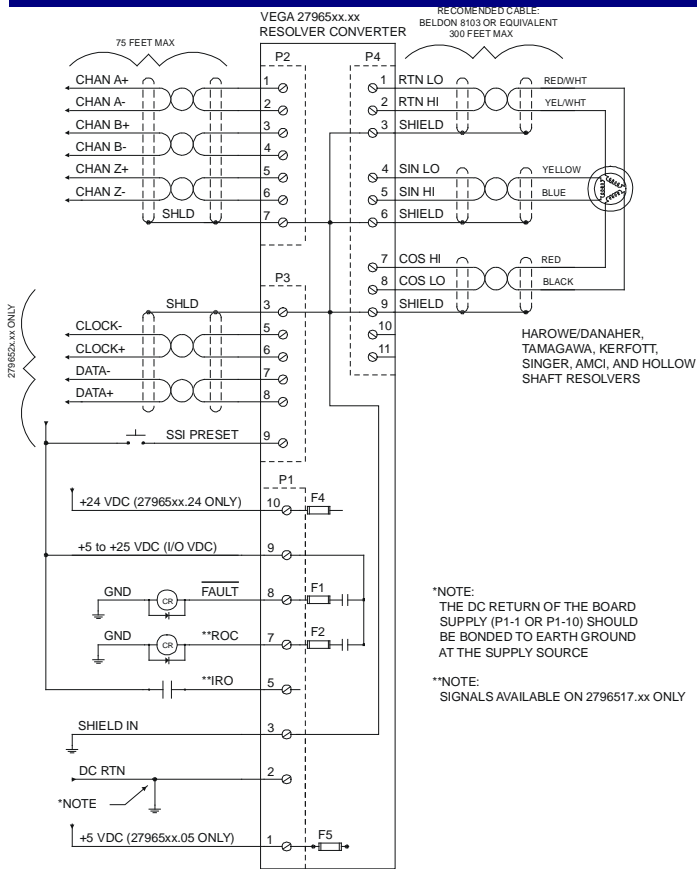 VEGA 27965xx.xx
RESOLVER CONVERTER
RECOMENDED CABLE:
BELDON 8103 OR EQUIVALENT
300 FEET MAX
75 FEET MAX
P2
P4
CHAN A+ 1
CHAN A- 2
CHAN B+ 3
CHAN B- 4
CHAN Z+ 5
CHAN Z- 6
SHLD 7
1 RTN LO RED/WHT
2 RTN HI YEL/WHT
3 SHIELD
4 SIN LO YELLOW
5 SIN HI BLUE
6 SHIELD
7 COS HI RED
8 COS LO BLACK
9 SHIELD
10
11
HAROWE/DANAHER,
TAMAGAWA, KERFOTT,
SINGER, AMCI, AND HOLLOW
SHAFT RESOLVERS
279652x.xx ONLY
P3
SHLD 3
CLOCK- 5
CLOCK+ 6
DATA- 7
DATA+ 8
SSI PRESET 9
P1
+24 VDC (27965xx.24 ONLY) 10 F4
+5 to +25 VDC (I/O VDC) 9
GND CR FAULT 8 F1
GND CR **ROC 7 F2
**IRO 5
SHIELD IN 3
DC RTN 2
*NOTE
+5 VDC (27965xx.05 ONLY) 1 F5
*NOTE:
THE DC RETURN OF THE BOARD
SUPPLY (P1-1 OR P1-10) SHOULD
BE BONDED TO EARTH GROUND
AT THE SUPPLY SOURCE
**NOTE:
SIGNALS AVAILABLE ON 2796517.xx ONLY